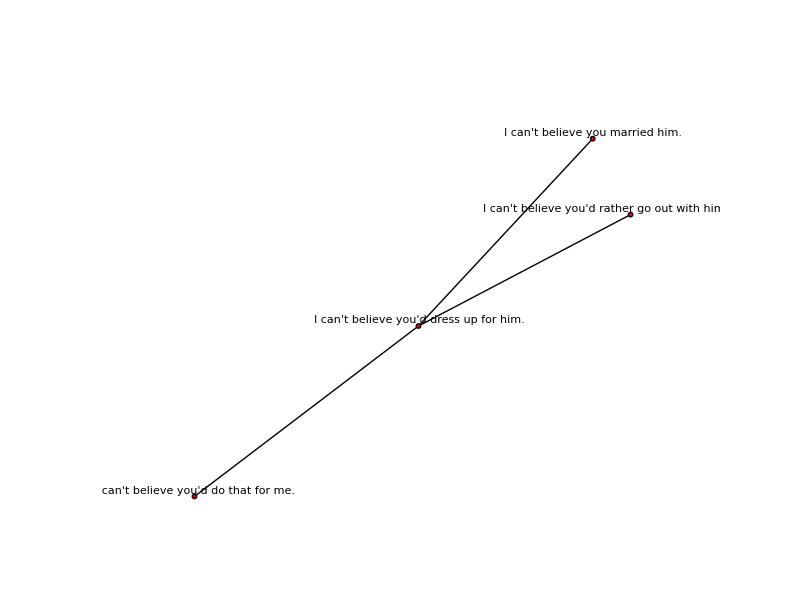 I can't believe you married him.
I can't believe you'd rather go out with hin
I can't believe you'd dress up for him.
can't believe you'd do that for me.